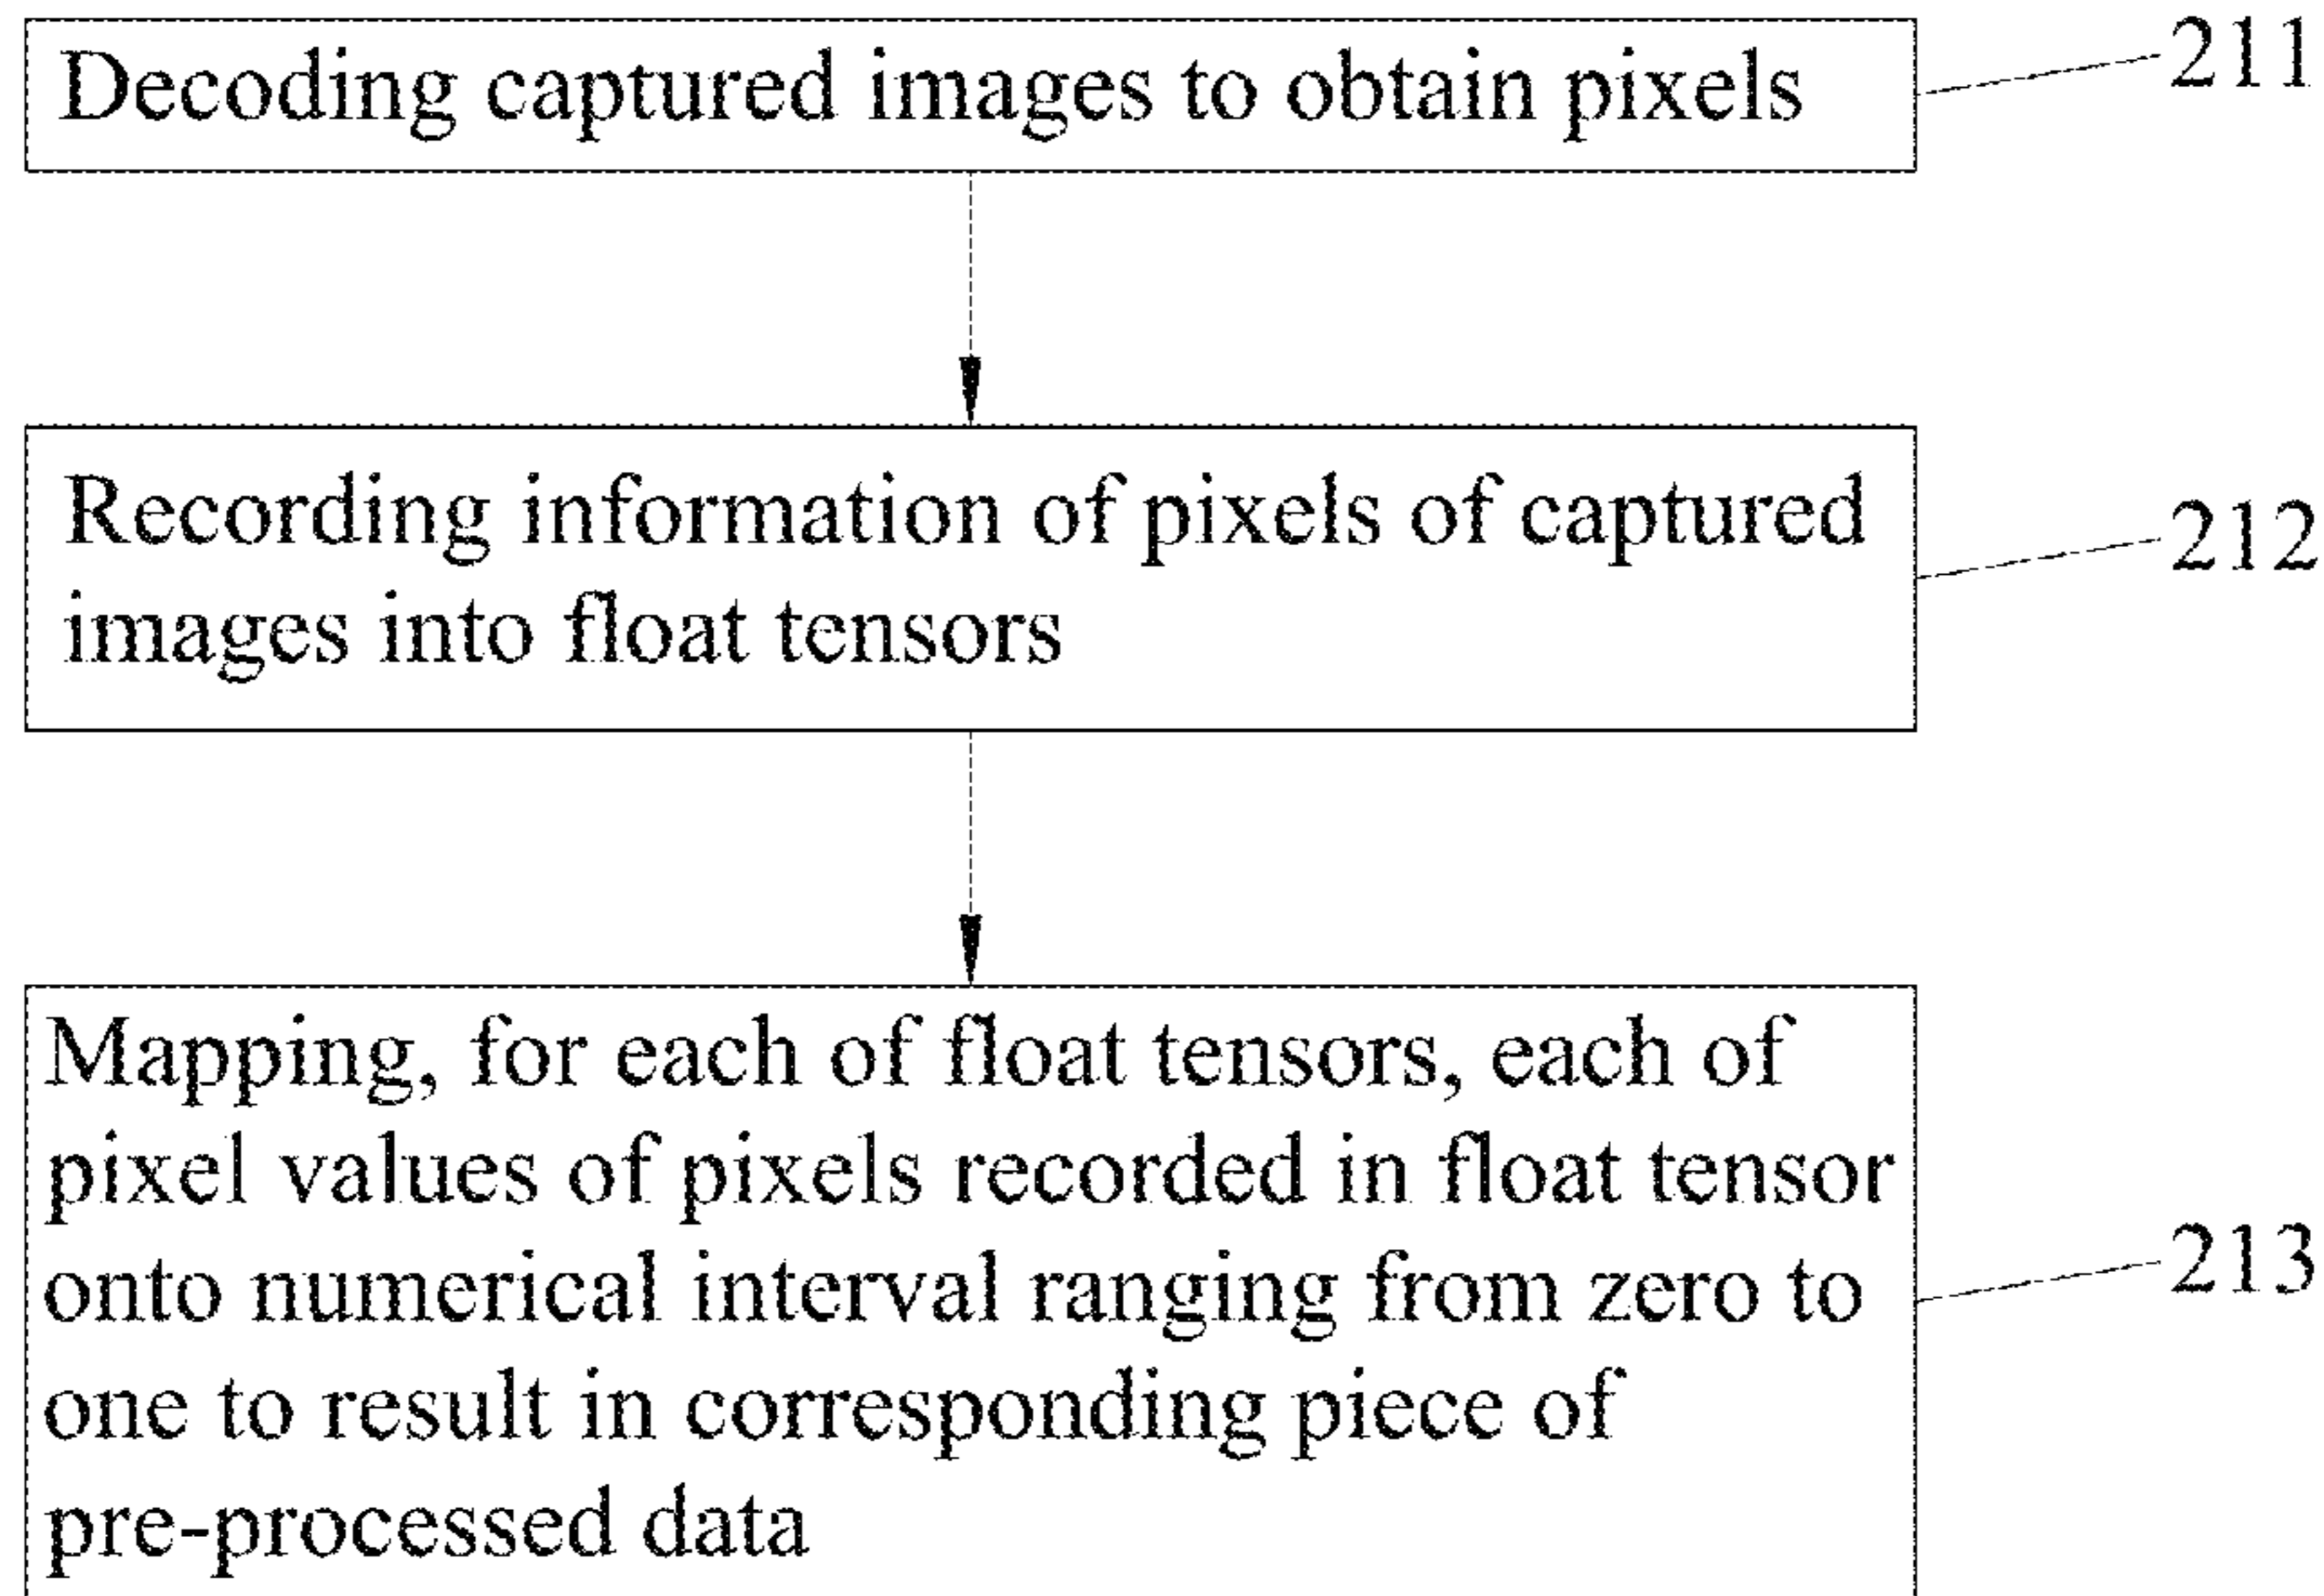 Decoding captured images to obtain pixels
211
Recording information of pixels of captured
images into float tensors
212
Mapping, for each of float tensors, each of
pixel values of pixels recorded in float tensor
onto numerical interval ranging from zero to
one to result in corresponding piece of
pre-processed data
213